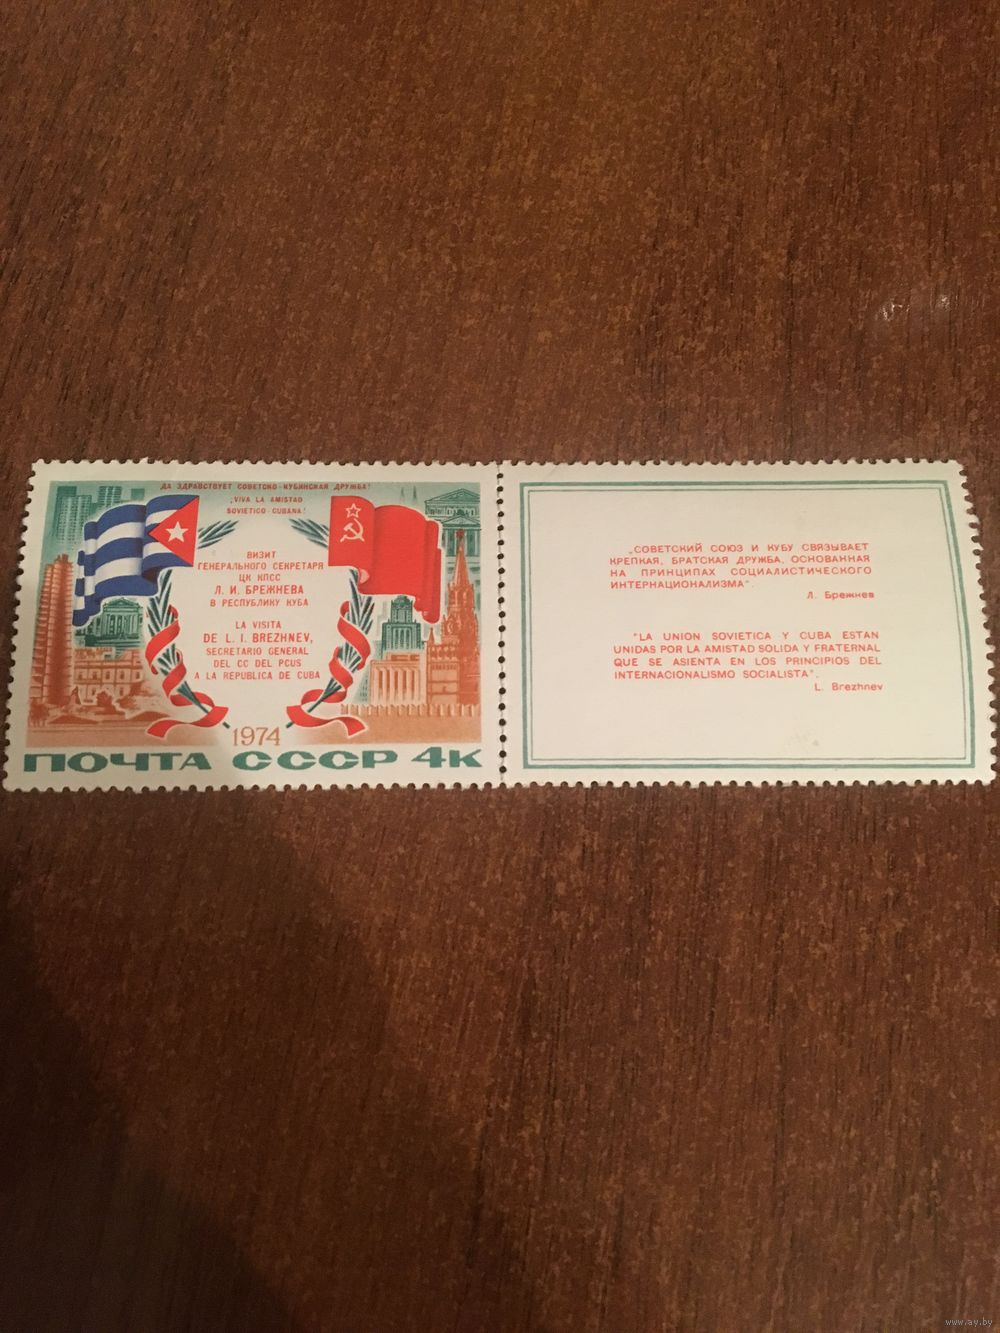 ДА ЗДРАВСТВУЕТ СОВЕТСКО-КУБИНСКАЯ ДРУЖБА!
¡VIVA LA AMISTAD
SOVIETICO-CUBANA!
ВИЗИТ
ГЕНЕРАЛЬНОГО СЕКРЕТАРЯ
ЦК КПСС
Л. И. БРЕЖНЕВА
В РЕСПУБЛИКУ КУБА
LA VISITA
DE L. I. BREZHNEV,
SECRETARIO GENERAL
DEL CC DEL PCUS
A LA REPUBLICA DE CUBA
1974
ПОЧТА СССР 4К
„СОВЕТСКИЙ СОЮЗ И КУБУ СВЯЗЫВАЕТ
КРЕПКАЯ, БРАТСКАЯ ДРУЖБА, ОСНОВАННАЯ
НА ПРИНЦИПАХ СОЦИАЛИСТИЧЕСКОГО
ИНТЕРНАЦИОНАЛИЗМА".
Л. Брежнев
"LA UNION SOVIETICA Y CUBA ESTAN
UNIDAS POR LA AMISTAD SOLIDA Y FRATERNAL
QUE SE ASIENTA EN LOS PRINCIPIOS DEL
INTERNACIONALISMO SOCIALISTA".
L. Brezhnev
www.ay.by